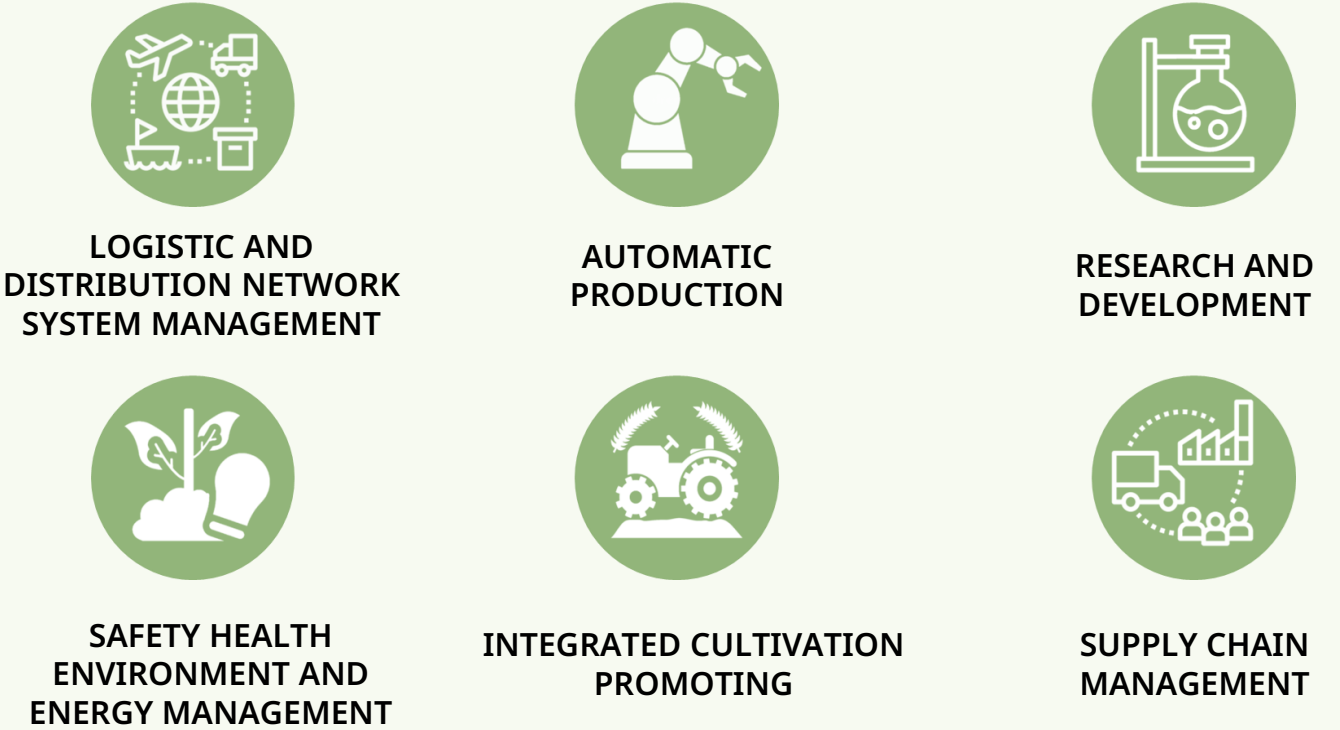 LOGISTIC AND
DISTRIBUTION NETWORK
SYSTEM MANAGEMENT
AUTOMATIC
PRODUCTION
RESEARCH AND
DEVELOPMENT
SAFETY HEALTH
ENVIRONMENT AND
ENERGY MANAGEMENT
INTEGRATED CULTIVATION
PROMOTING
SUPPLY CHAIN
MANAGEMENT